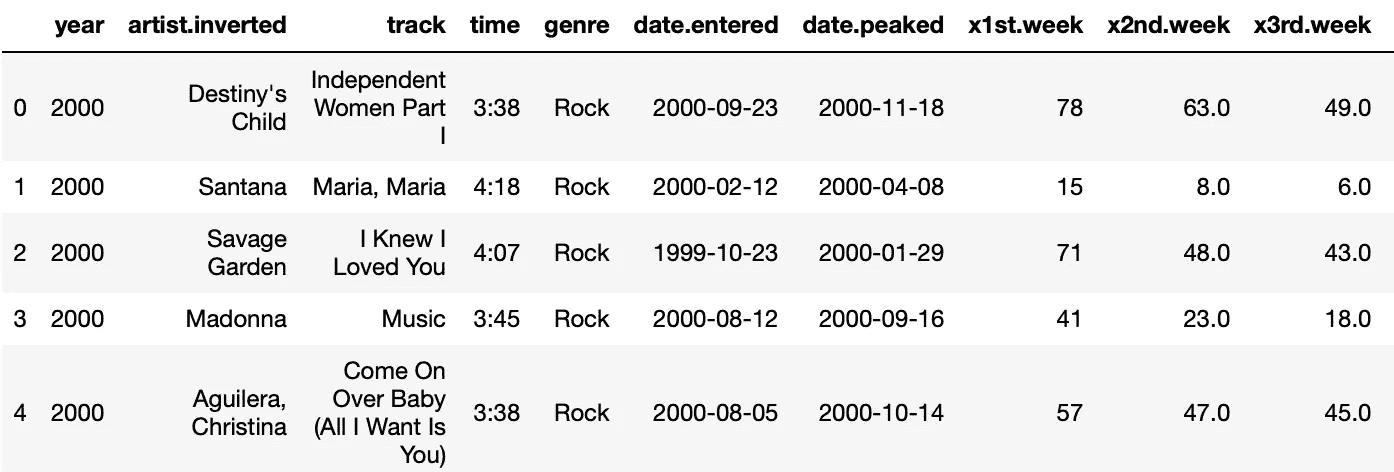 year artist.inverted track time genre date.entered date.peaked x1st.week x2nd.week x3rd.week
0 2000 Destiny's Child Independent Women Part I 3:38 Rock 2000-09-23 2000-11-18 78 63.0 49.0
1 2000 Santana Maria, Maria 4:18 Rock 2000-02-12 2000-04-08 15 8.0 6.0
2 2000 Savage Garden I Knew I Loved You 4:07 Rock 1999-10-23 2000-01-29 71 48.0 43.0
3 2000 Madonna Music 3:45 Rock 2000-08-12 2000-09-16 41 23.0 18.0
4 2000 Aguilera, Christina Come On Over Baby (All I Want Is You) 3:38 Rock 2000-08-05 2000-10-14 57 47.0 45.0